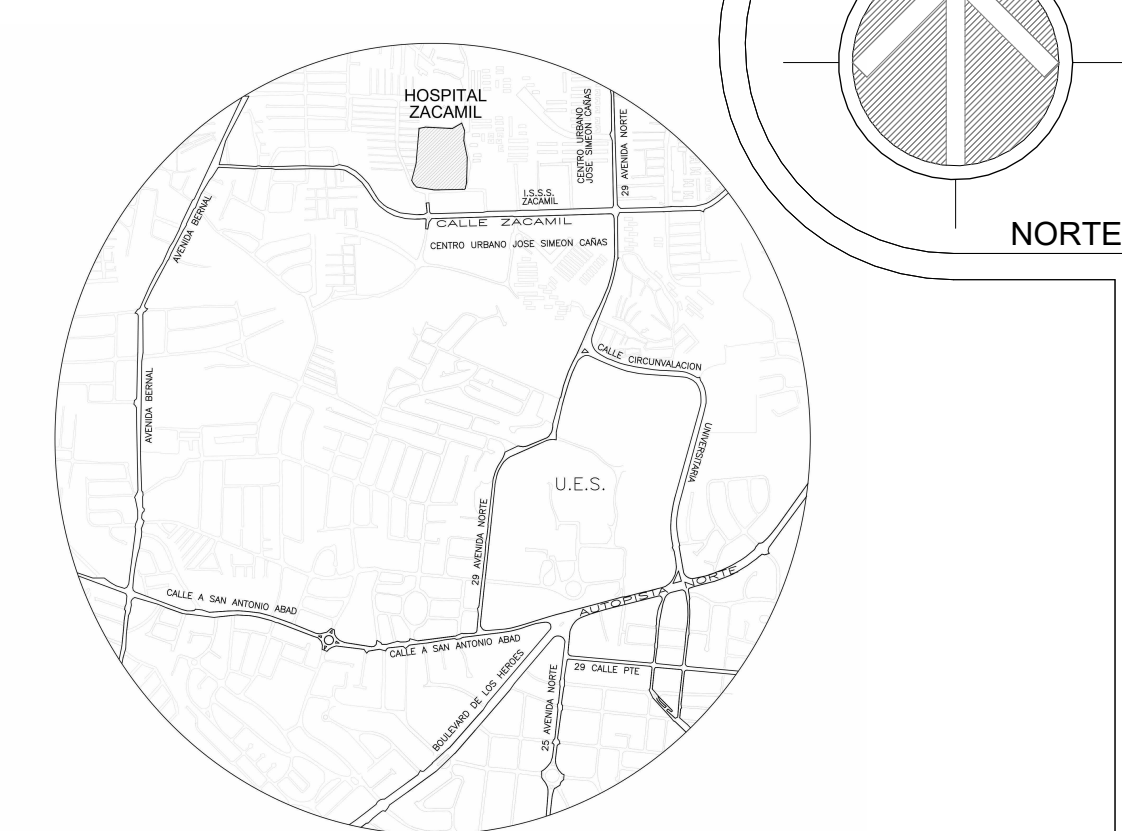 HOSPITAL
ZACAMIL
CENTRO URBANO
JOSE SIMEON CAÑAS
29 AVENIDA NORTE
I.S.S.S.
ZACAMIL
CALLE ZACAMIL
CENTRO URBANO JOSE SIMEON CAÑAS
NORTE
AVENIDA BERNAL
AVENIDA BERNAL
CALLE CIRCUNVALACION
UNIVERSITARIA
U.E.S.
29 AVENIDA NORTE
AUTOPISTA NORTE
CALLE A SAN ANTONIO ABAD
CALLE A SAN ANTONIO ABAD
BOULEVARD DE LOS HEROES
25 AVENIDA NORTE
29 CALLE PTE